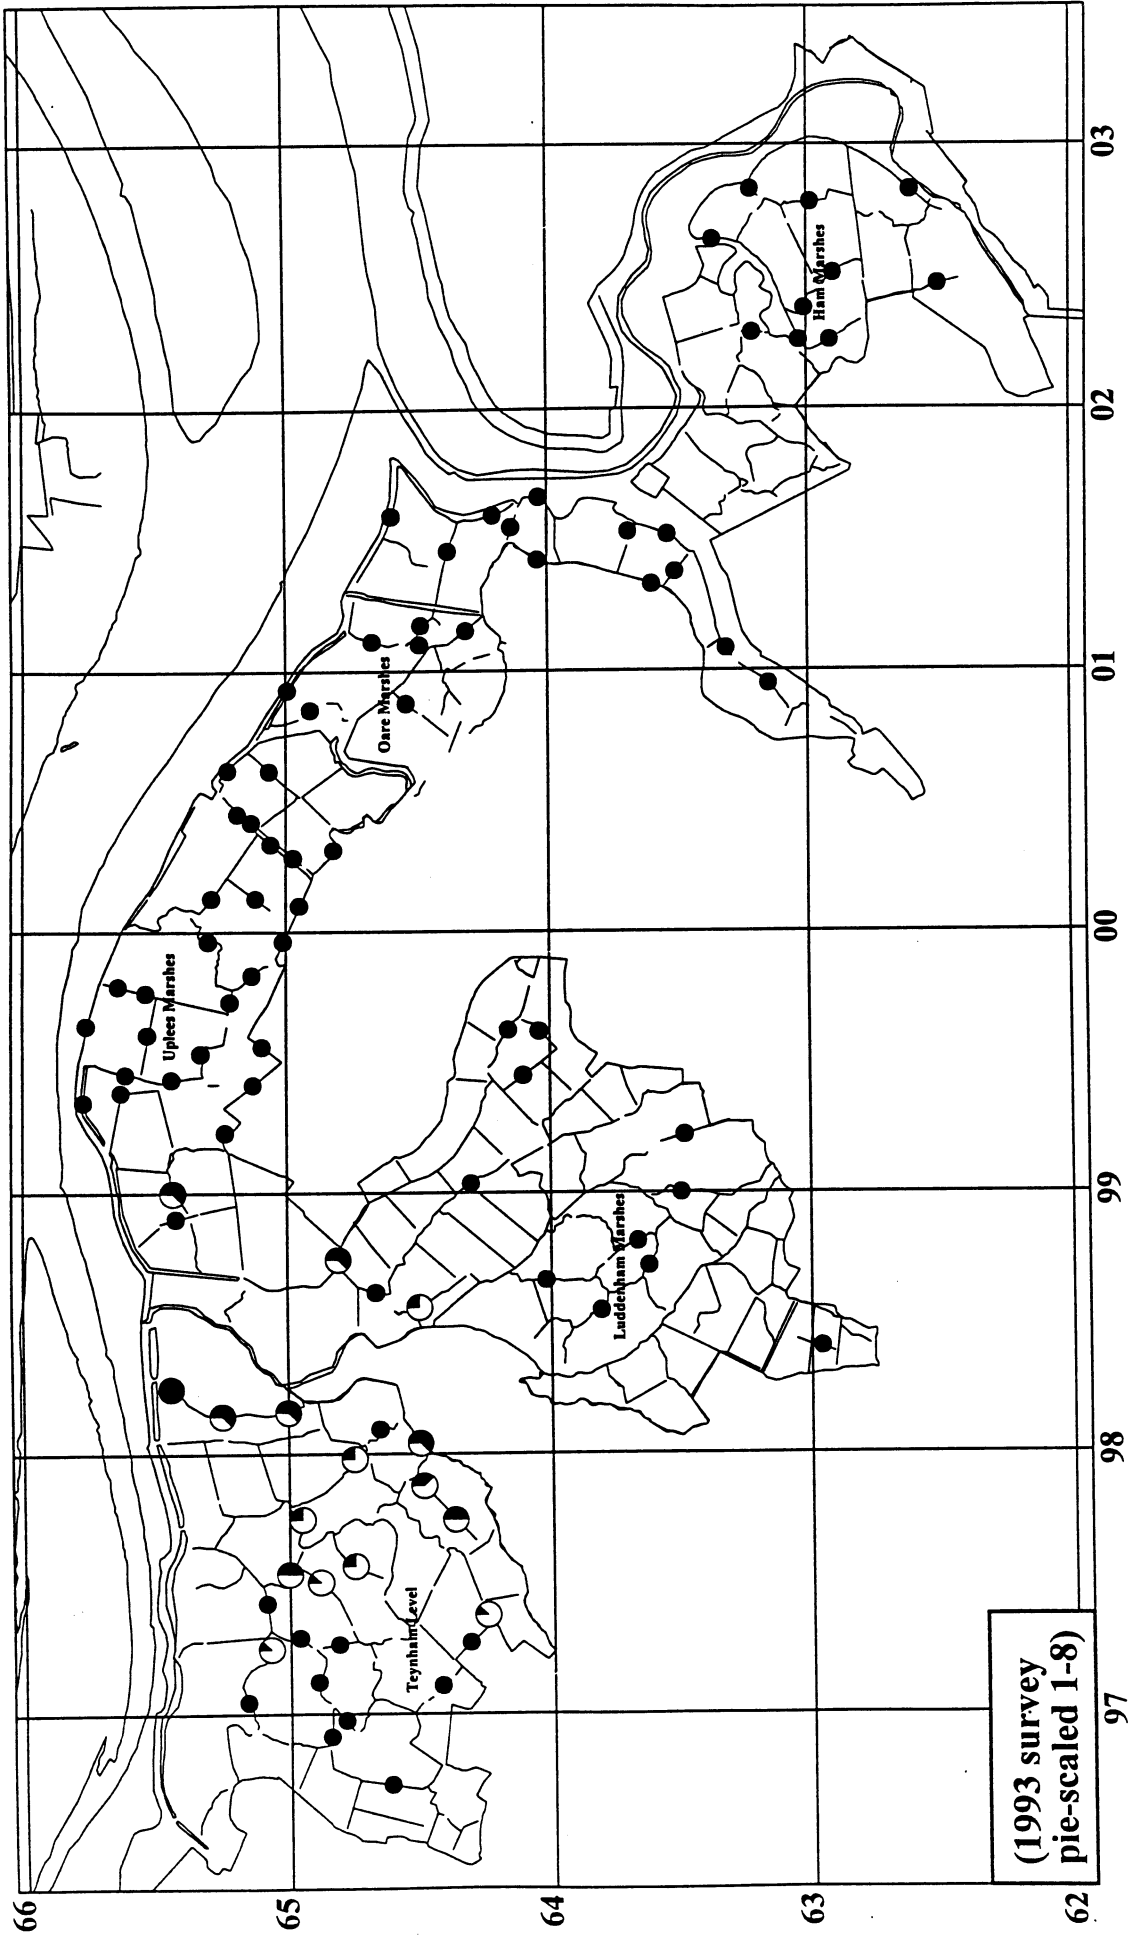 66
65
64
63
62
97
98
99
00
01
02
03
Teynham Level
Luddenham Marshes
Uplees Marshes
Oare Marshes
Ham Marshes
(1993 survey
pie-scaled 1-8)